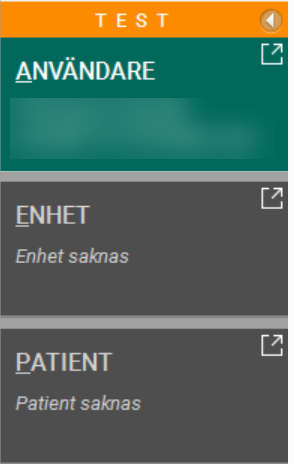 TEST
ANVÄNDARE
ENHET
Enhet saknas
PATIENT
Patient saknas